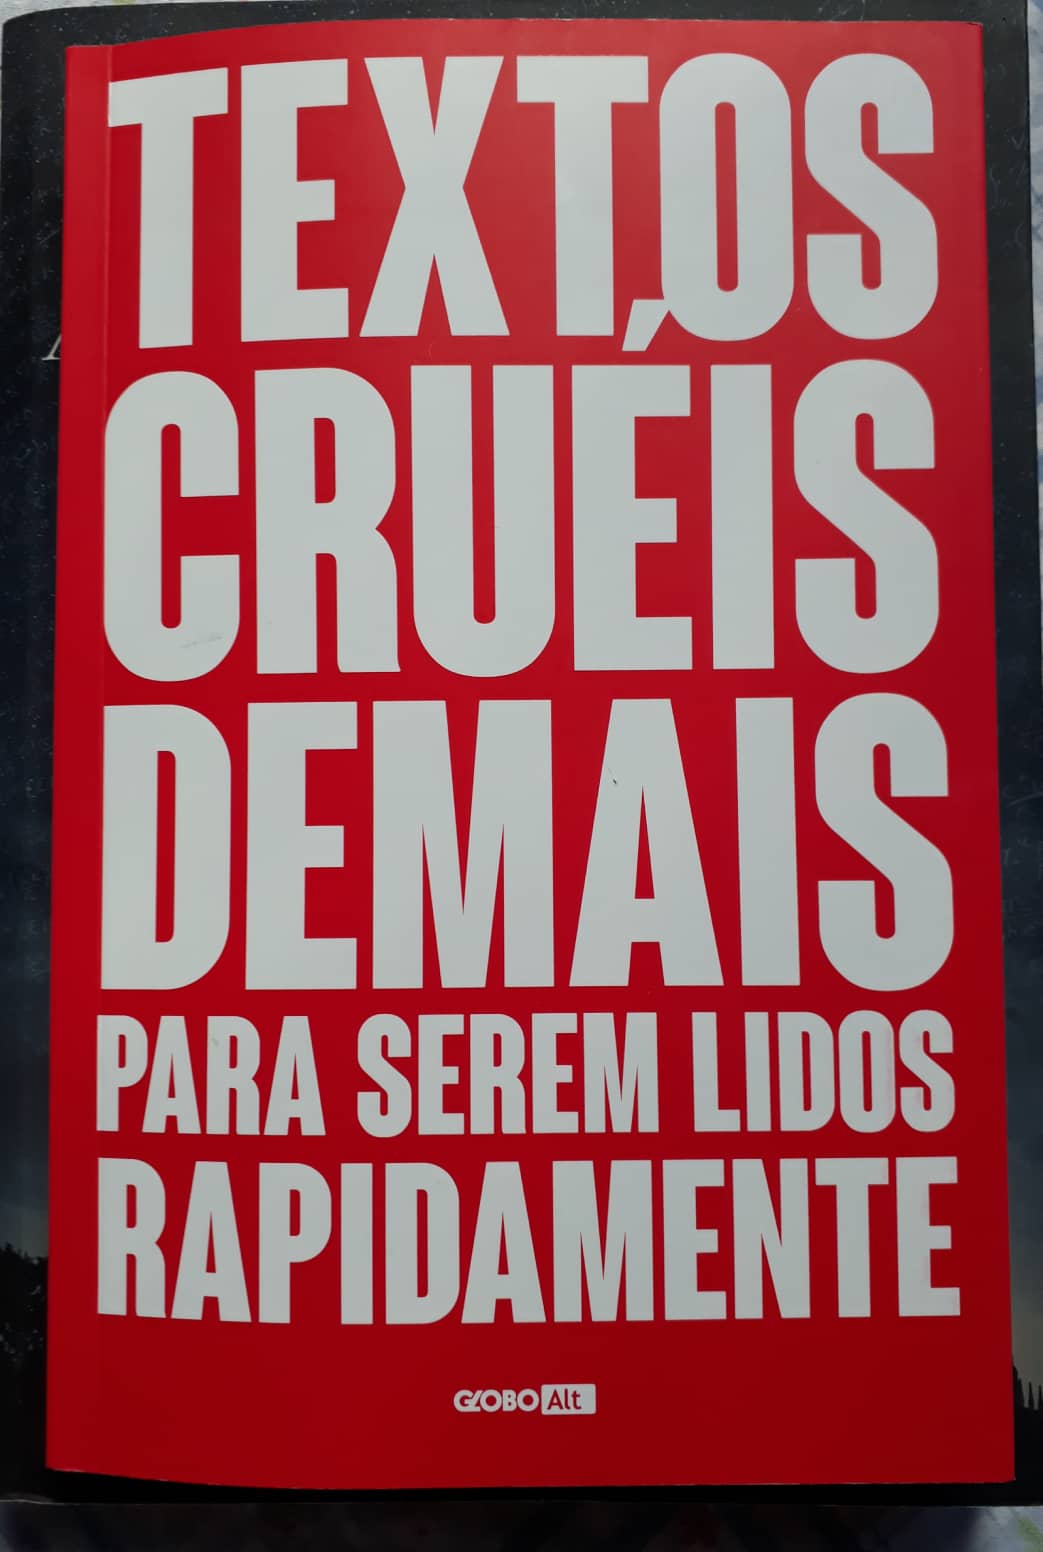 TEXTOS
CRUÉIS
DEMAIS
PARA SEREM LIDOS
RAPIDAMENTE
GLOBO Alt